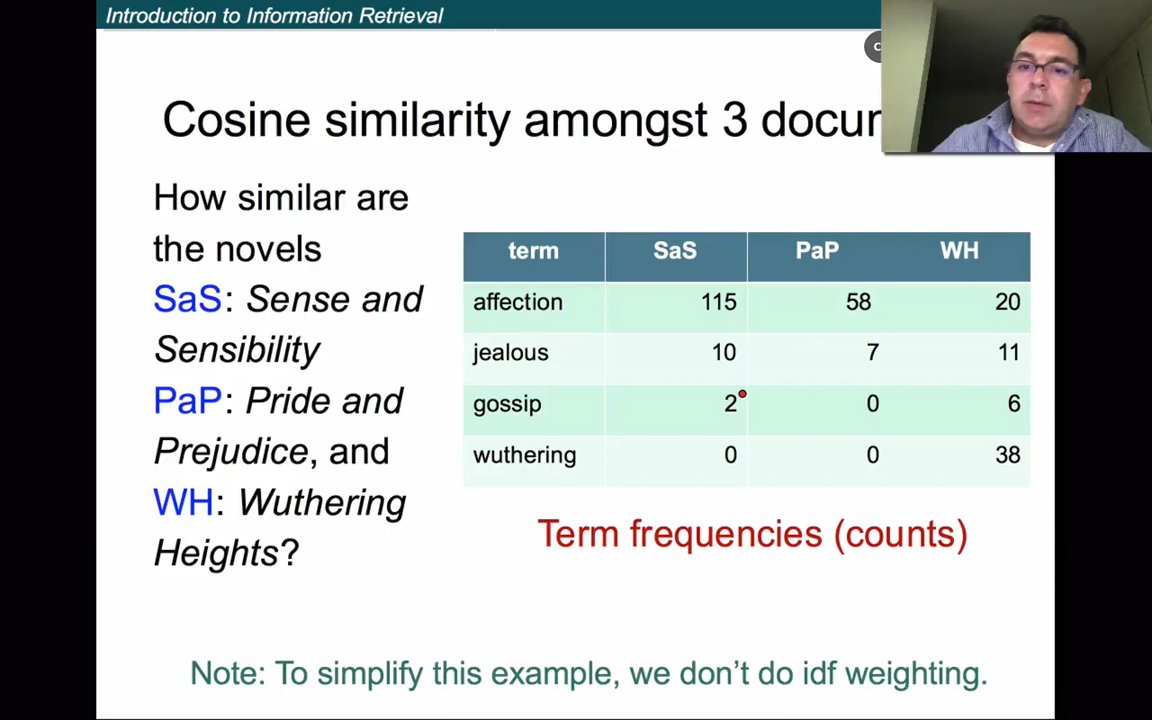 Introduction to Information Retrieval
Cosine similarity amongst 3
How similar are
the novels
SaS: Sense and
Sensibility
PaP: Pride and
Prejudice, and
WH: Wuthering
Heights?
term SaS PaP WH
affection 115 58 20
jealous 10 7 11
gossip 2 0 6
wuthering 0 0 38
Term frequencies (counts)
Note: To simplify this example, we don't do idf weighting.